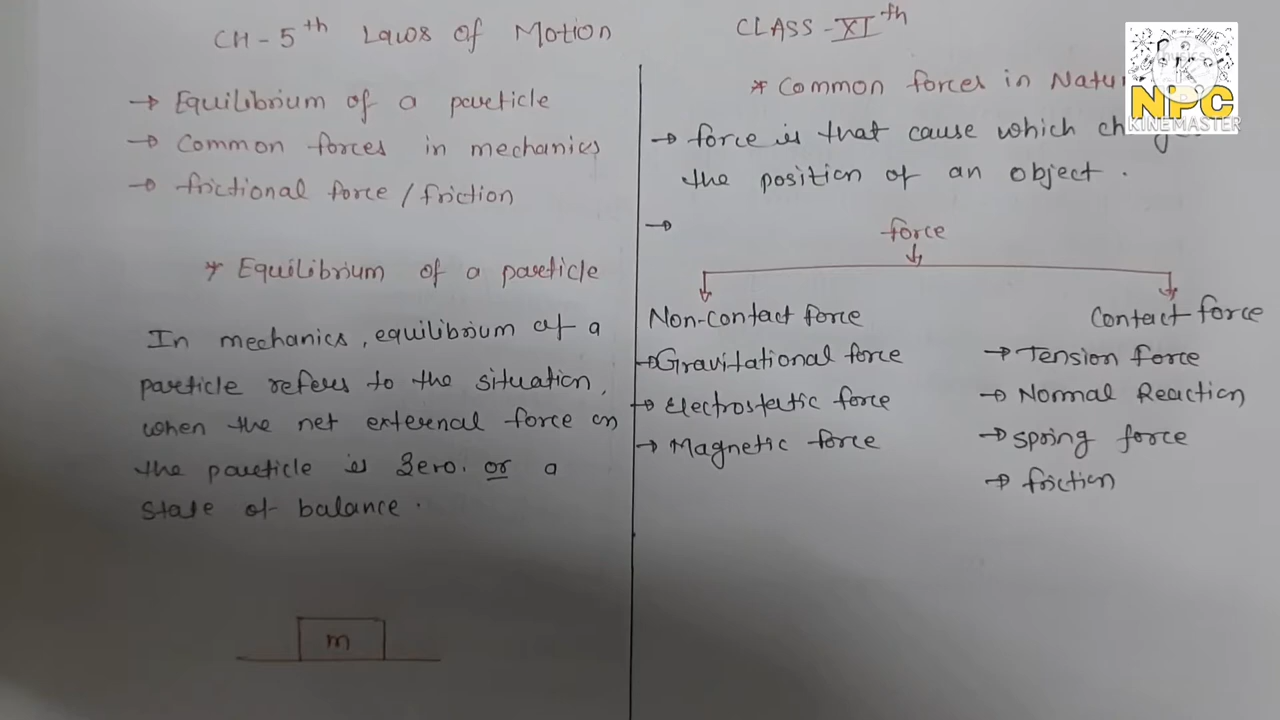 CH-5th Laws of Motion
CLASS-XIth
→ Equilibrium of a particle
→ Common forces in mechanics
→ frictional force / friction
* Equilibrium of a particle
In mechanics, equilibrium of a
particle refers to the situation,
when the net external force on
the particle is zero. or a
state of balance.
m
* Common forces in Natu
→ force is that cause which ch
the position of an object.
→
force
Non-Contact force
→ Gravitational force
→ Electrostatic force
→ Magnetic force
Contact force
→ Tension force
→ Normal Reaction
→ spring force
→ friction
NPC
KINEMASTER